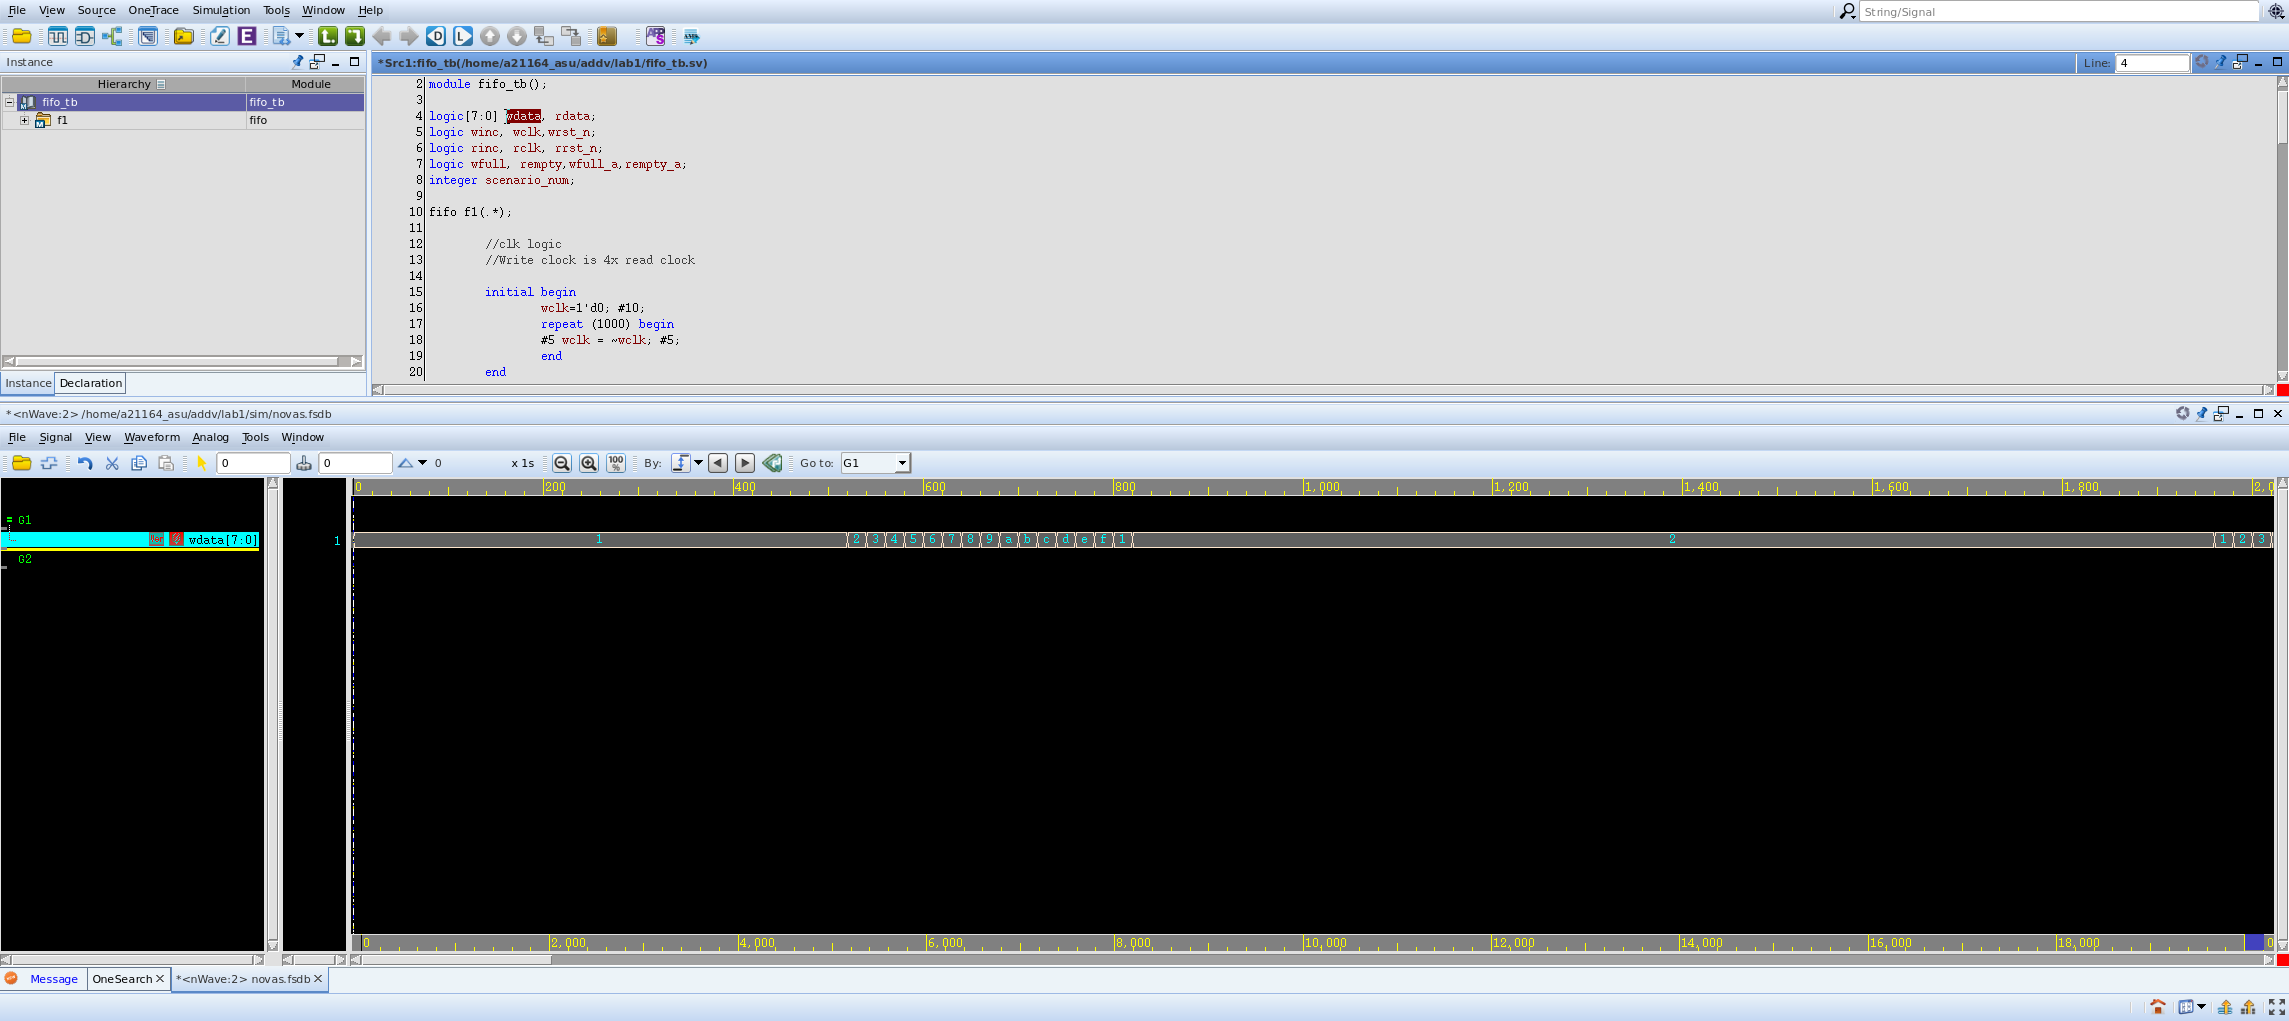 File View Source OneTrace Simulation Tools Window Help
String/Signal
Instance
*Src1:fifo_tb(/home/a21164_asu/addv/lab1/fifo_tb.sv)
Line: 4
Hierarchy Module
fifo_tb fifo_tb
f1 fifo
2 module fifo_tb();
3
4 logic[7:0] wdata, rdata;
5 logic winc, wclk,wrst_n;
6 logic rinc, rclk, rrst_n;
7 logic wfull, rempty,wfull_a,rempty_a;
8 integer scenario_num;
9
10 fifo f1(.*);
11
12 //clk logic
13 //Write clock is 4x read clock
14
15 initial begin
16 wclk=1'd0; #10;
17 repeat (1000) begin
18 #5 wclk = ~wclk; #5;
19 end
20 end
Instance Declaration
*<nWave:2> /home/a21164_asu/addv/lab1/sim/novas.fsdb
File Signal View Waveform Analog Tools Window
0 0 0 x 1s 100% By: Go to: G1
0 200 400 600 800 1,000 1,200 1,400 1,600 1,800 2,0
G1
wdata[7:0] 1 1 2 3 4 5 6 7 8 9 a b c d e f 1 2 1 2 3
G2
0 2,000 4,000 6,000 8,000 10,000 12,000 14,000 16,000 18,000 0
Message OneSearch *<nWave:2> novas.fsdb